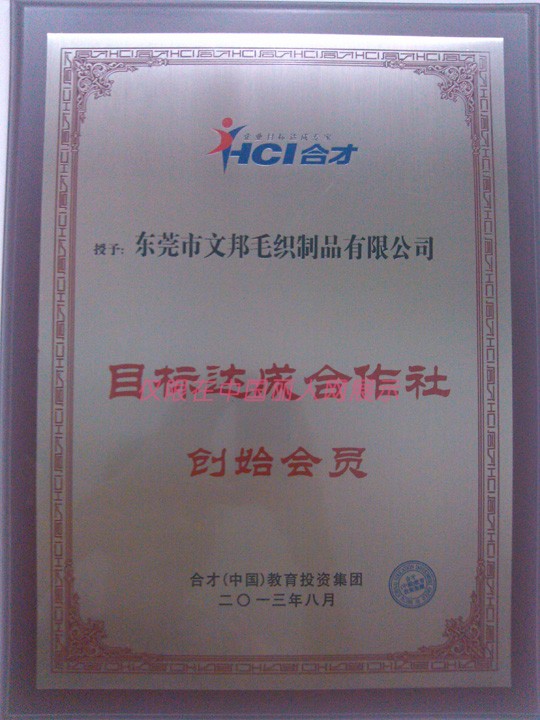 HCI合才
授予: 东莞市文邦毛织制品有限公司
目标达成合作社
创始会员
合才(中国)教育投资集团
二〇一三年八月